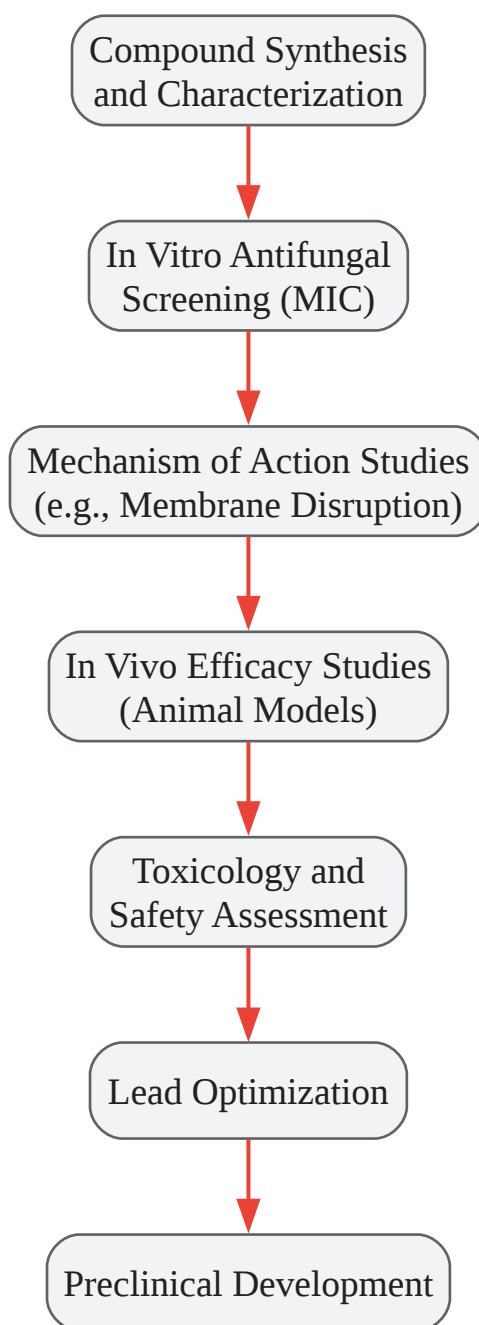 Compound Synthesis
and Characterization
In Vitro Antifungal
Screening (MIC)
Mechanism of Action Studies
(e.g., Membrane Disruption)
In Vivo Efficacy Studies
(Animal Models)
Toxicology and
Safety Assessment
Lead Optimization
Preclinical Development